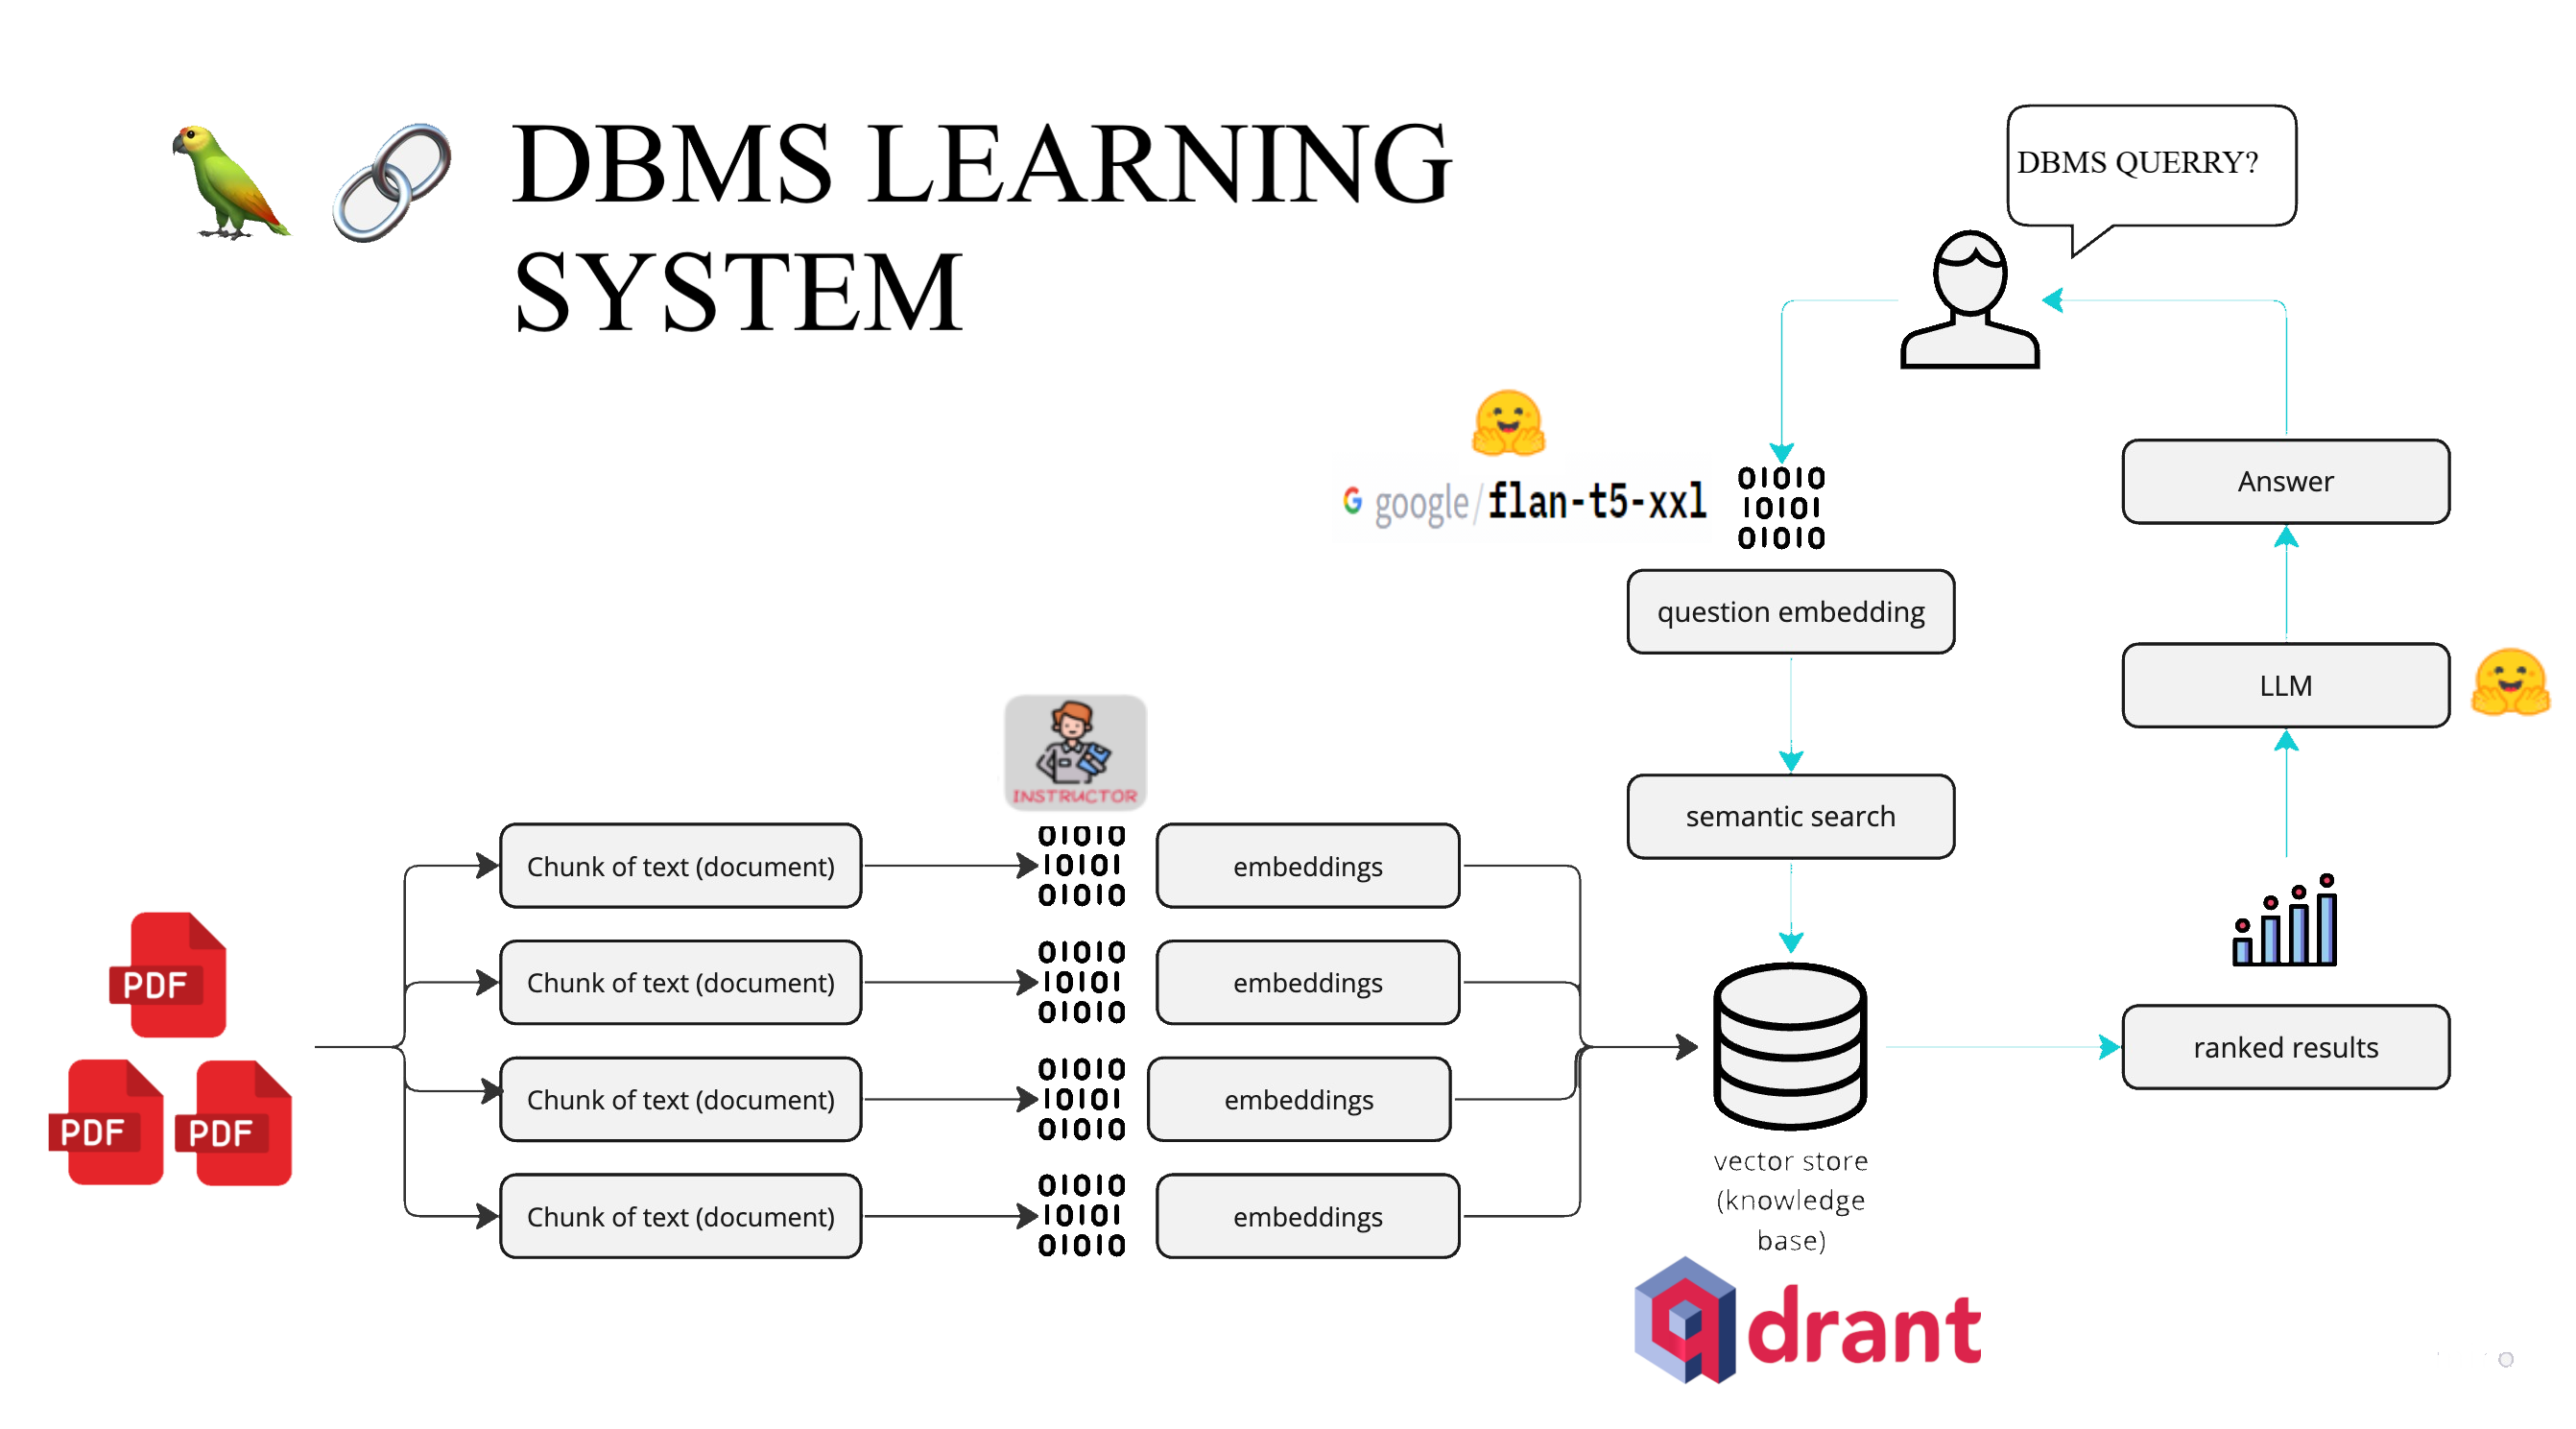 DBMS LEARNING
SYSTEM
DBMS QUERRY?
google/flan-t5-xxl
01010
10101
01010
question embedding
semantic search
Answer
LLM
INSTRUCTOR
01010
10101
01010
Chunk of text (document)
embeddings
01010
10101
01010
Chunk of text (document)
embeddings
01010
10101
01010
Chunk of text (document)
embeddings
01010
10101
01010
Chunk of text (document)
embeddings
PDF
PDF
PDF
vector store
(knowledge
base)
ranked results
qdrant